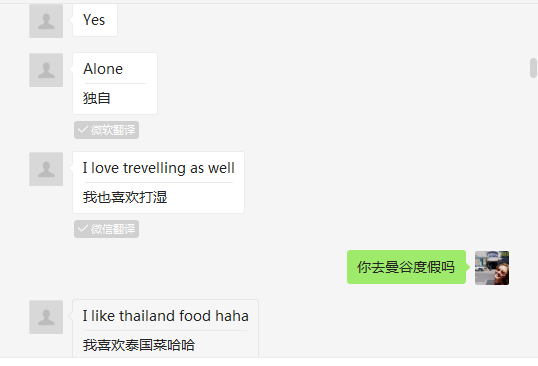 Yes
Alone
独自
微软翻译
I love trevelling as well
我也喜欢打湿
微信翻译
你去曼谷度假吗
I like thailand food haha
我喜欢泰国菜哈哈